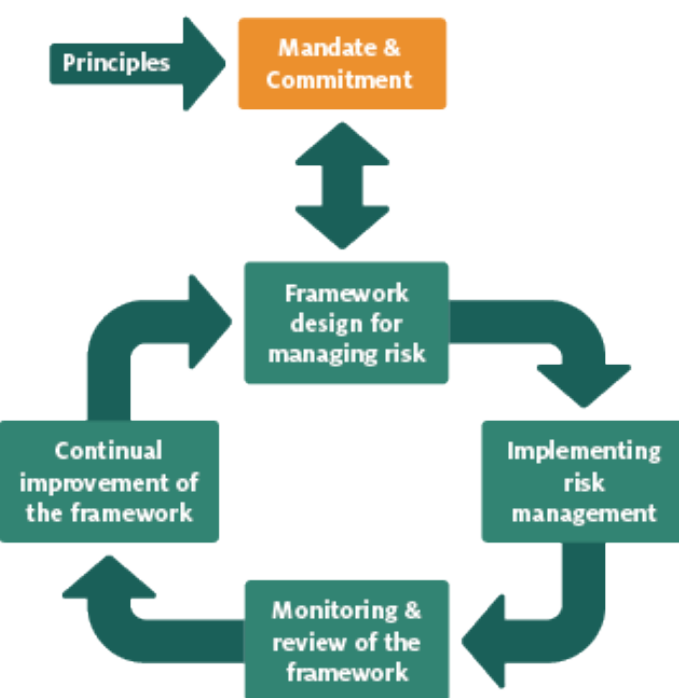 Principles
Mandate &
Commitment
Framework
design for
managing risk
Continual
improvement of
the framework
Implementing
risk
management
Monitoring &
review of the
framework